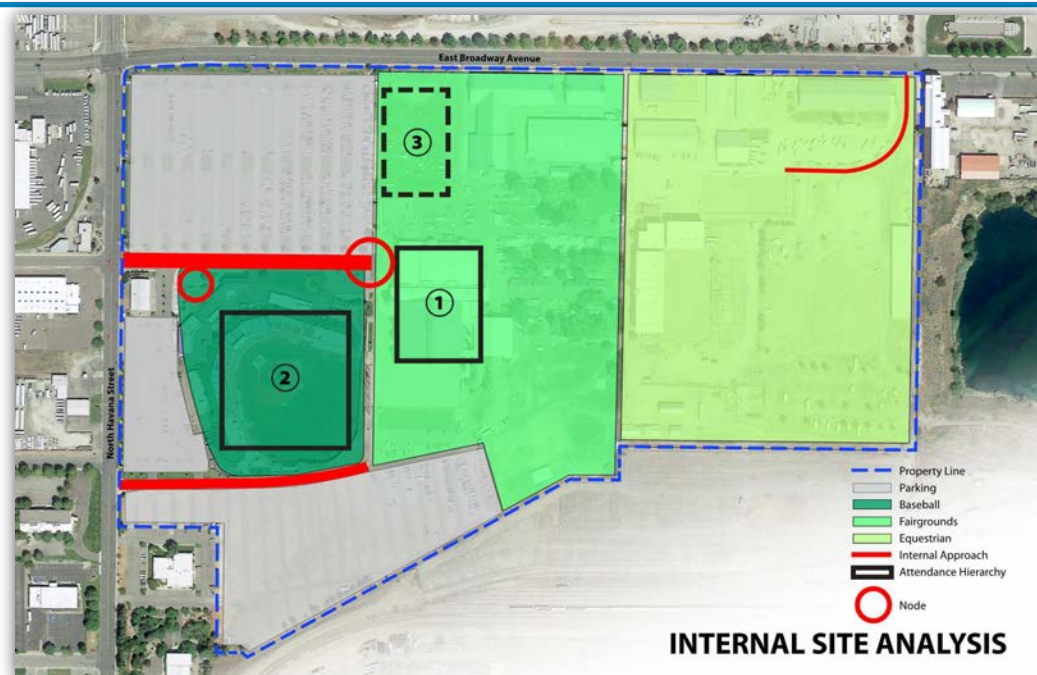 East Broadway Avenue
③
①
②
North Havana Street
Property Line
Parking
Baseball
Fairgrounds
Equestrian
Internal Approach
Attendance Hierarchy
Node
INTERNAL SITE ANALYSIS